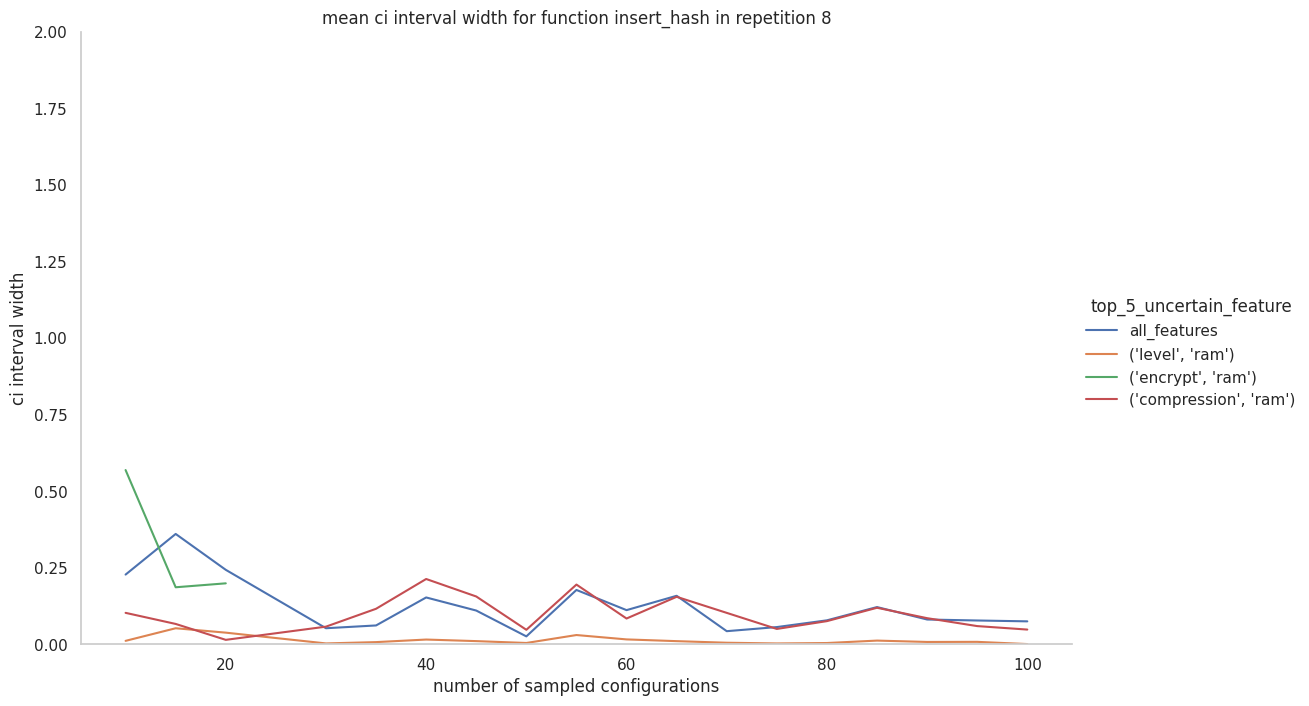 mean ci interval width for function insert_hash in repetition 8
2.00
1.75
1.50
1.25
1.00
0.75
0.50
0.25
0.00
ci interval width
20
40
60
80
100
number of sampled configurations
top_5_uncertain_feature
all_features
('level', 'ram')
('encrypt', 'ram')
('compression', 'ram')